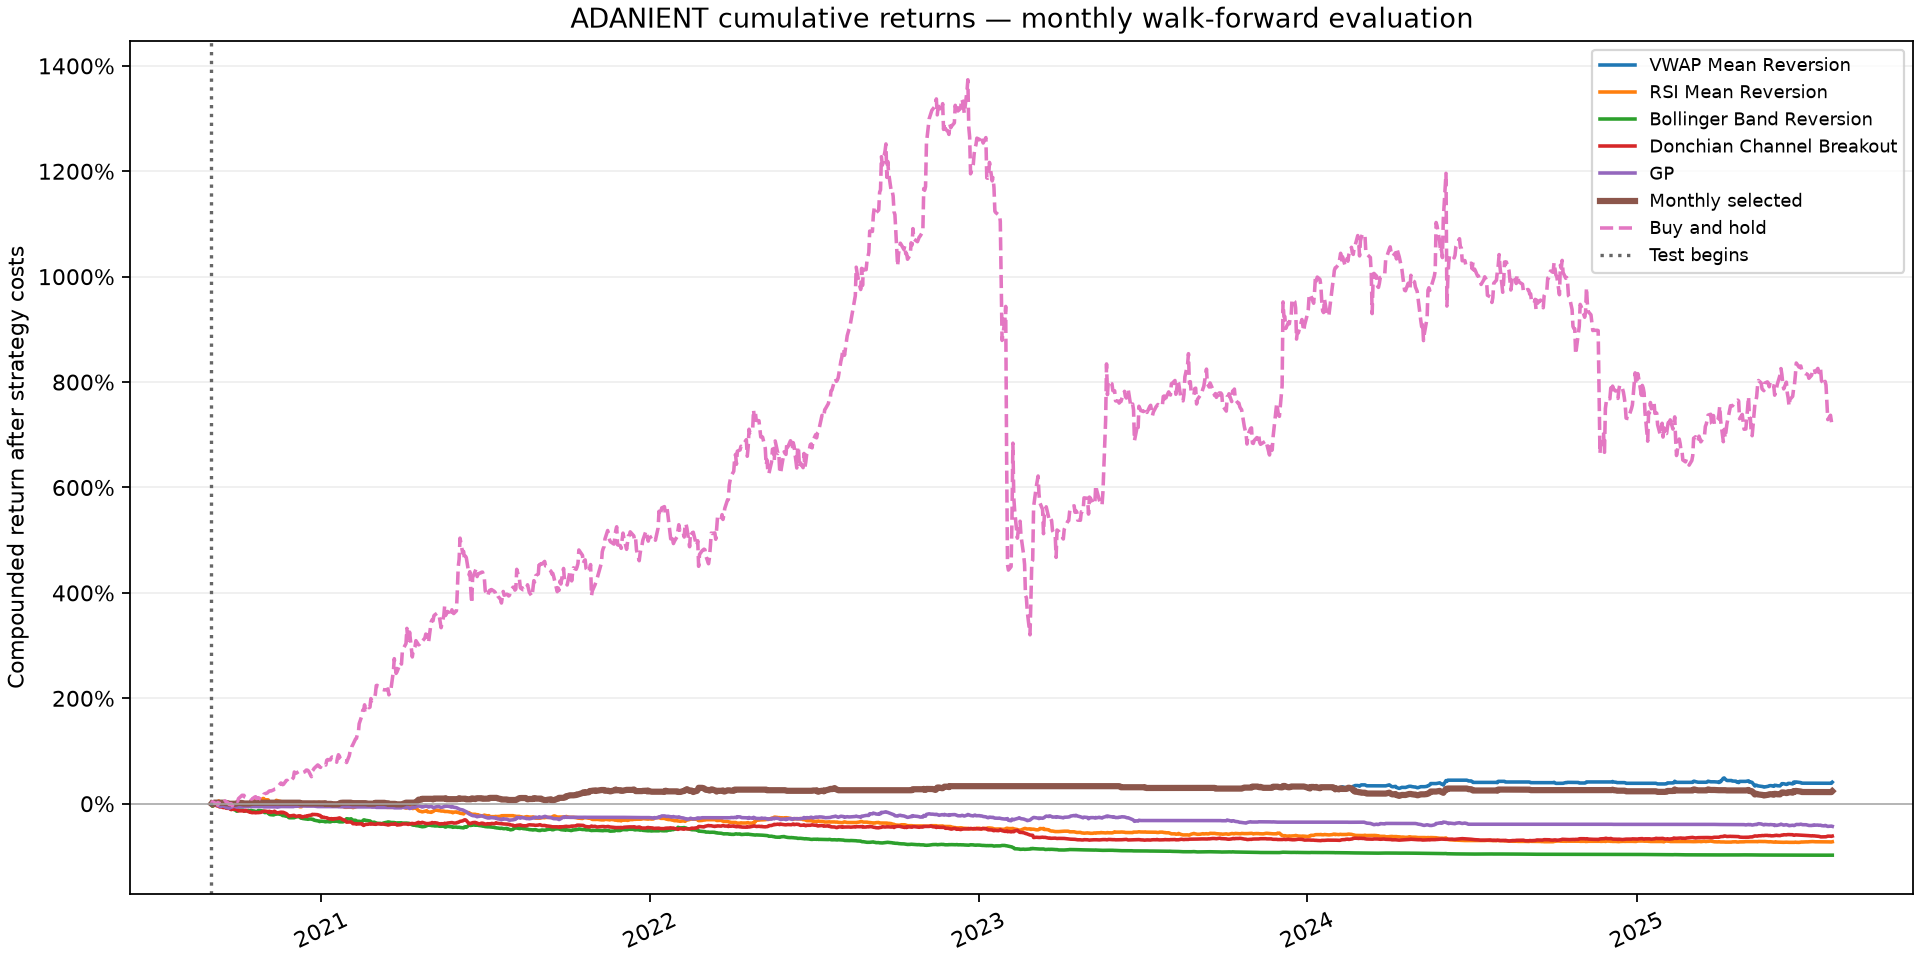 ADANIENT cumulative returns — monthly walk-forward evaluation
Compounded return after strategy costs
1400%
1200%
1000%
800%
600%
400%
200%
0%
2021
2022
2023
2024
2025
VWAP Mean Reversion
RSI Mean Reversion
Bollinger Band Reversion
Donchian Channel Breakout
GP
Monthly selected
Buy and hold
Test begins